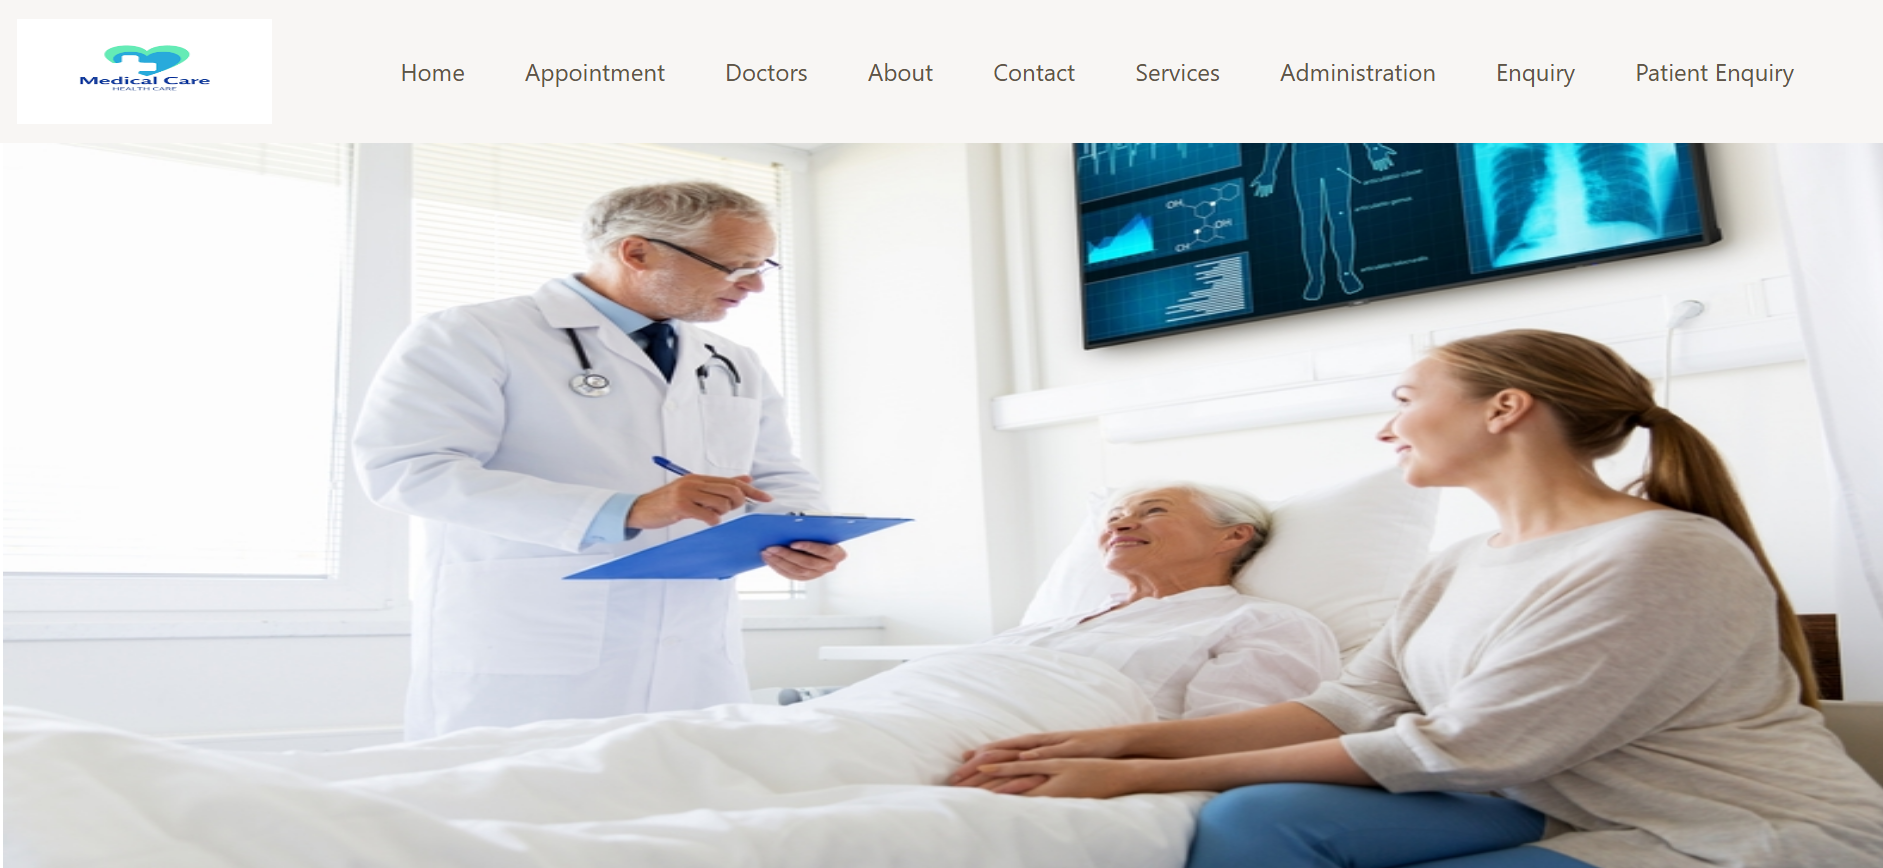 Medical Care
HEALTH CARE
Home Appointment Doctors About Contact Services Administration Enquiry Patient Enquiry
OH
OH
CH